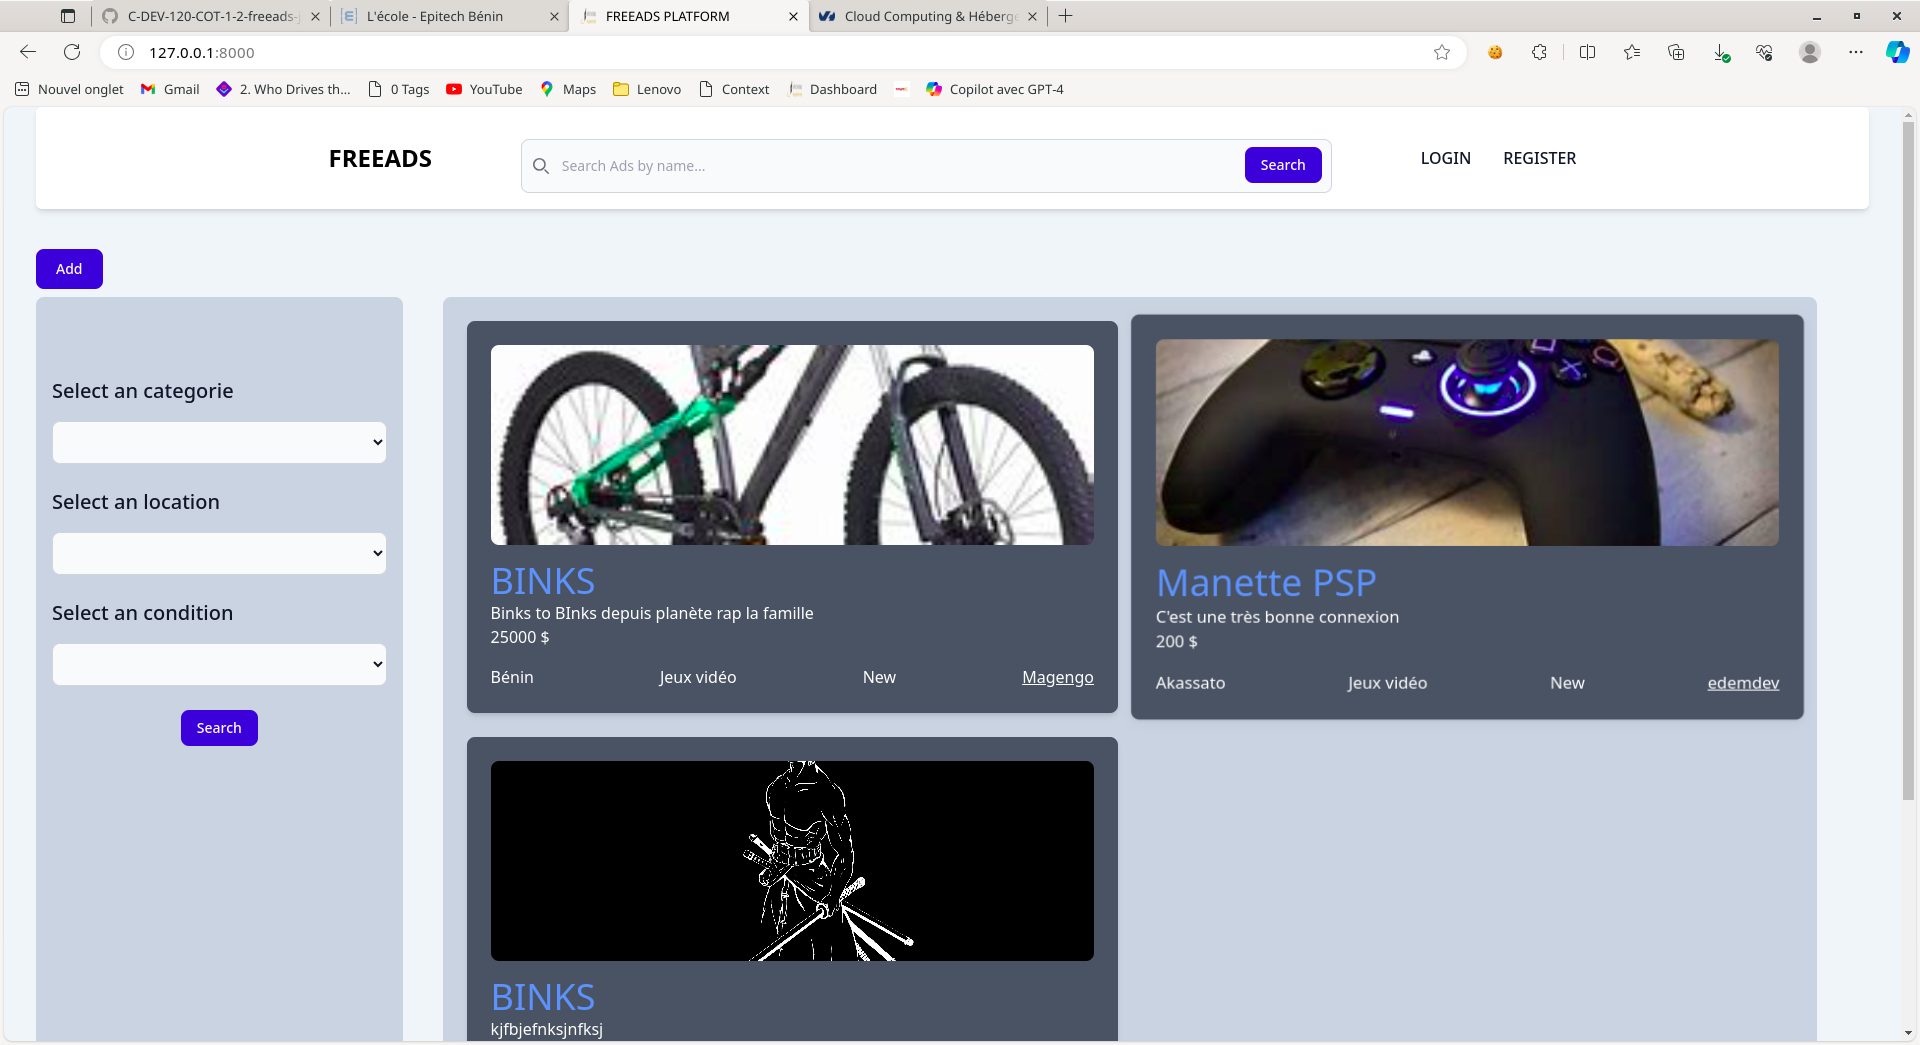 C-DEV-120-COT-1-2-freeads-j
L'école - Epitech Bénin
FREEADS PLATFORM
Cloud Computing & Héberge
127.0.0.1:8000
Nouvel onglet
Gmail
2. Who Drives th...
0 Tags
YouTube
Maps
Lenovo
Context
Dashboard
Copilot avec GPT-4
FREEADS
Search Ads by name...
Search
LOGIN
REGISTER
Add
Select an categorie
Select an location
Select an condition
Search
BINKS
Binks to BInks depuis planète rap la famille
25000 $
Bénin Jeux vidéo New Magengo
Manette PSP
C'est une très bonne connexion
200 $
Akassato Jeux vidéo New edemdev
BINKS
kjfbjefnksjnfksj